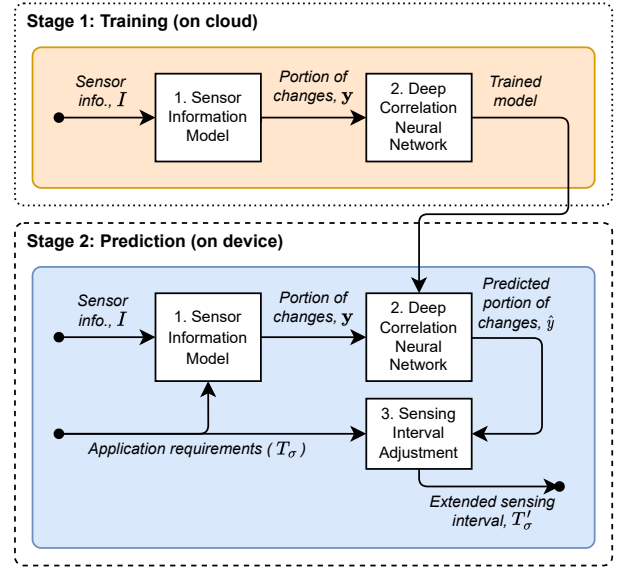 Stage 1: Training (on cloud)
Sensor
info., I
1. Sensor
Information
Model
Portion of
changes, y
2. Deep
Correlation
Neural
Network
Trained
model
Stage 2: Prediction (on device)
Sensor
info., I
1. Sensor
Information
Model
Portion of
changes, y
2. Deep
Correlation
Neural
Network
Predicted
portion of
changes, ŷ
Application requirements ( T_σ )
3. Sensing
Interval
Adjustment
Extended sensing
interval, T′_σ